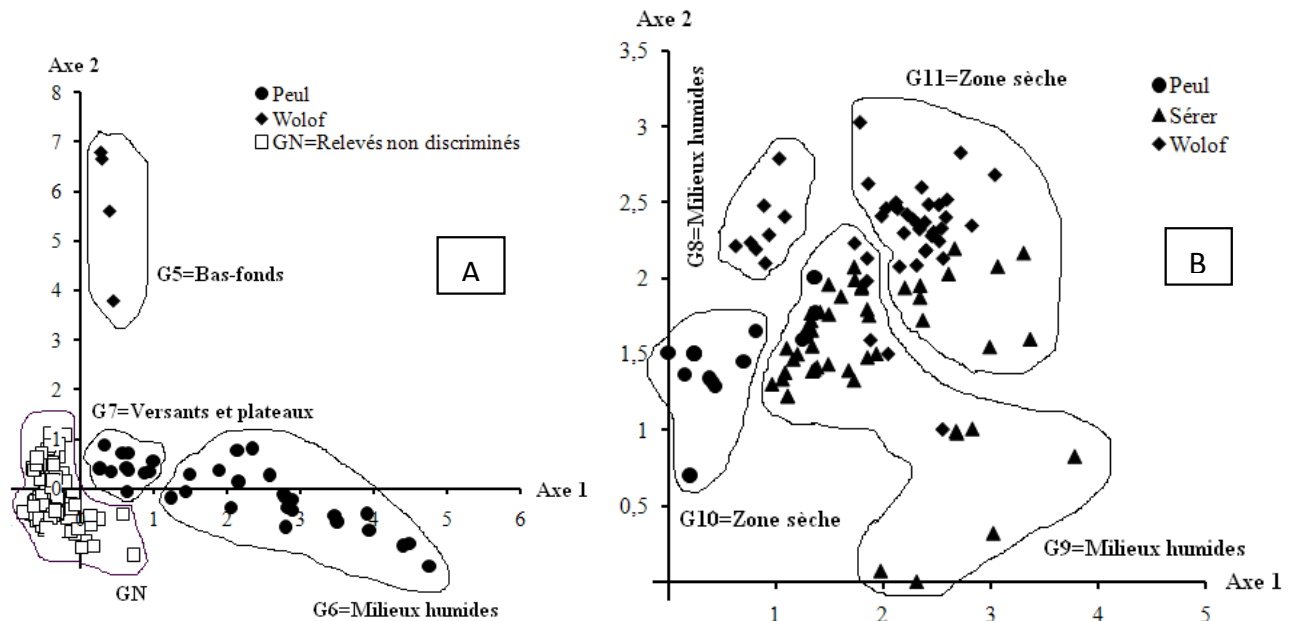 Axe 2
8
7
6
5
4
3
2
1
0
1
2
3
4
5
6
Axe 1
Peul
Wolof
GN=Relevés non discriminés
A
G5=Bas-fonds
G7=Versants et plateaux
GN
G6=Milieux humides
Axe 2
3,5
3
2,5
2
1,5
1
0,5
1
2
3
4
5
Axe 1
G8=Milieux humides
G11=Zone sèche
Peul
Sérer
Wolof
B
G10=Zone sèche
G9=Milieux humides